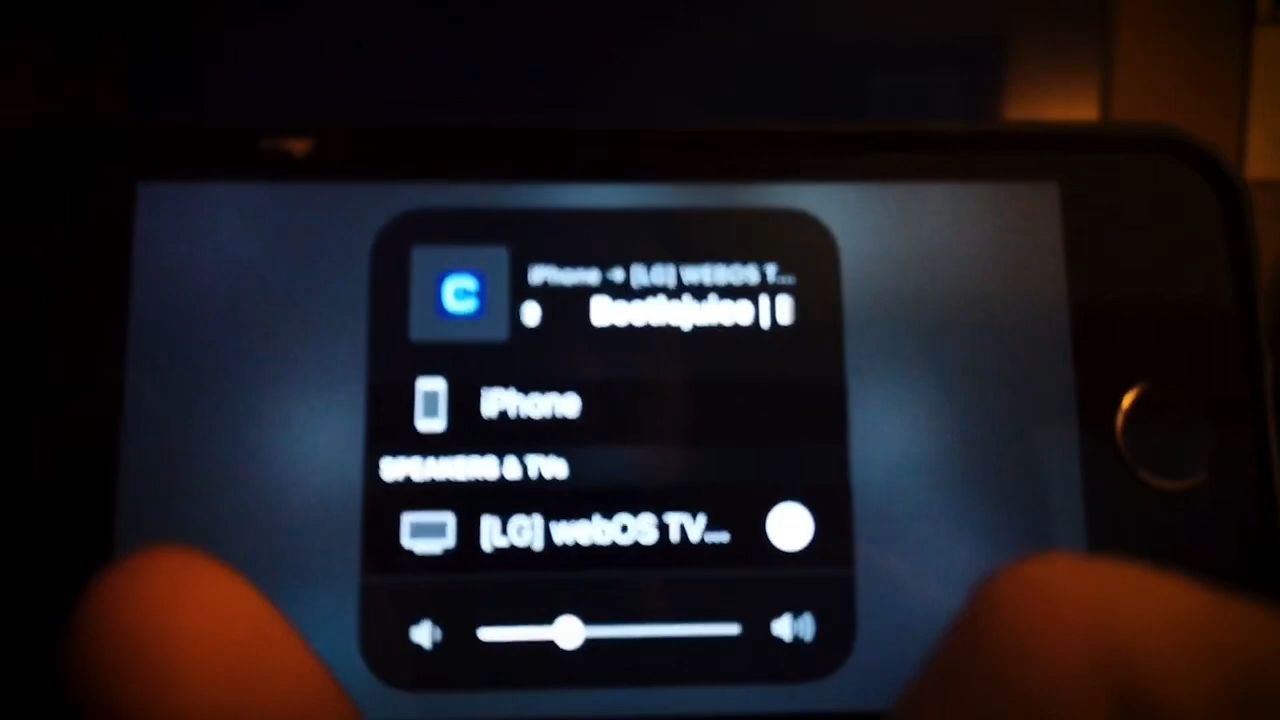 C
iPhone → [LG] WEBOS T...
Beetlejuice |
iPhone
SPEAKERS & TVs
[LG] webOS TV...